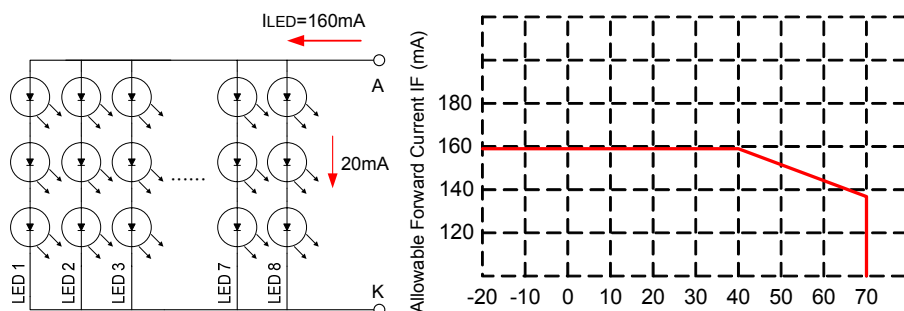 ILED=160mA
A
20mA
......
LED 1
LED 2
LED 3
LED 7
LED 8
K
Allowable Forward Current IF (mA)
180
160
140
120
-20 -10 0 10 20 30 40 50 60 70